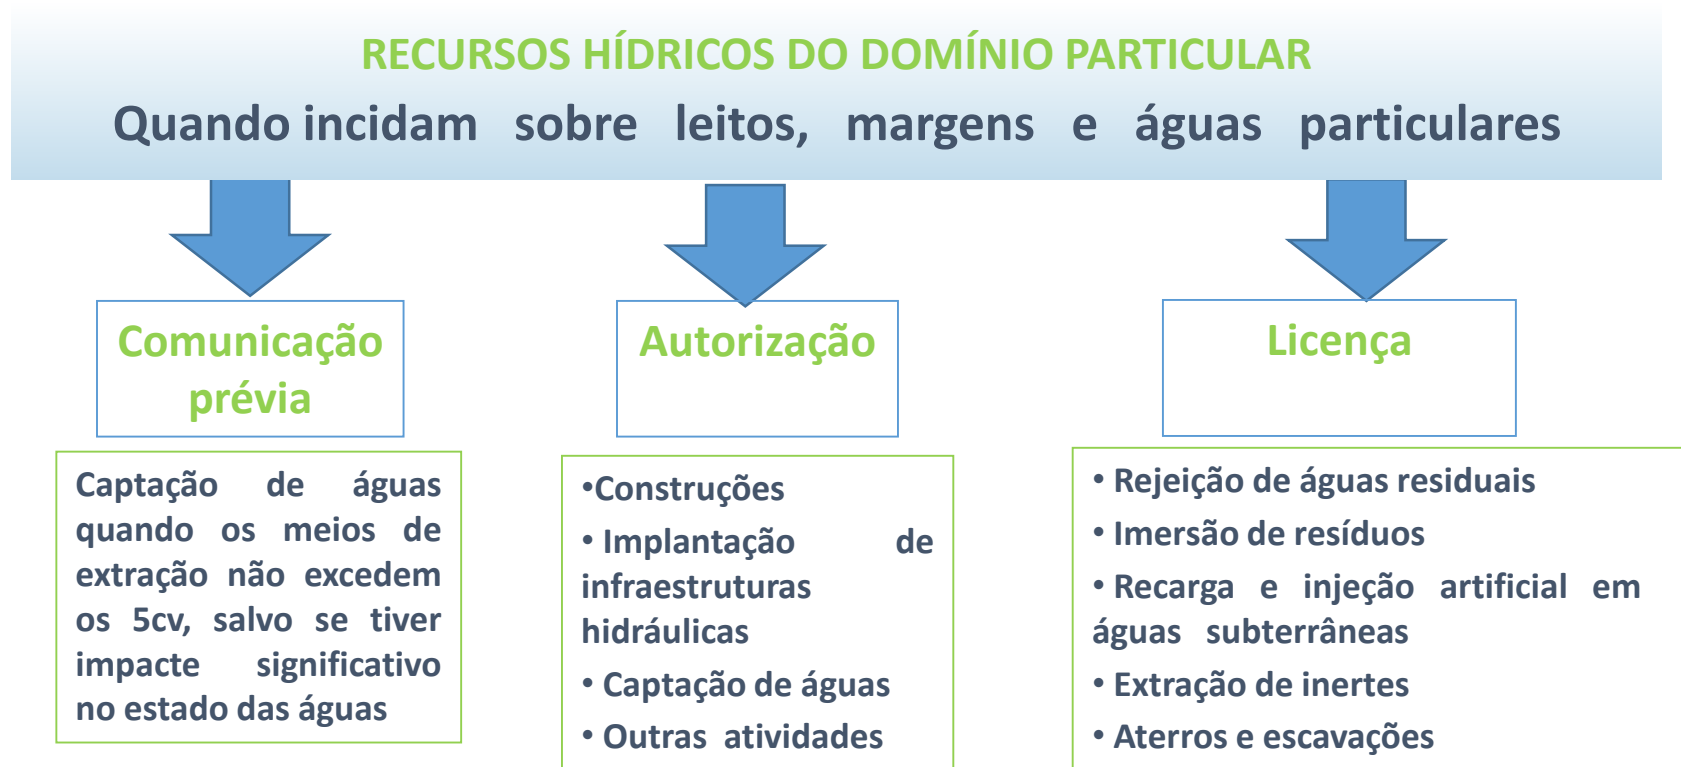 RECURSOS HÍDRICOS DO DOMÍNIO PARTICULAR
Quando incidam sobre leitos, margens e águas particulares
Comunicação
prévia
Captação de águas
quando os meios de
extração não excedem
os 5cv, salvo se tiver
impacte significativo
no estado das águas
Autorização
•Construções
• Implantação de
infraestruturas
hidráulicas
• Captação de águas
• Outras atividades
Licença
• Rejeição de águas residuais
• Imersão de resíduos
• Recarga e injeção artificial em
águas subterrâneas
• Extração de inertes
• Aterros e escavações